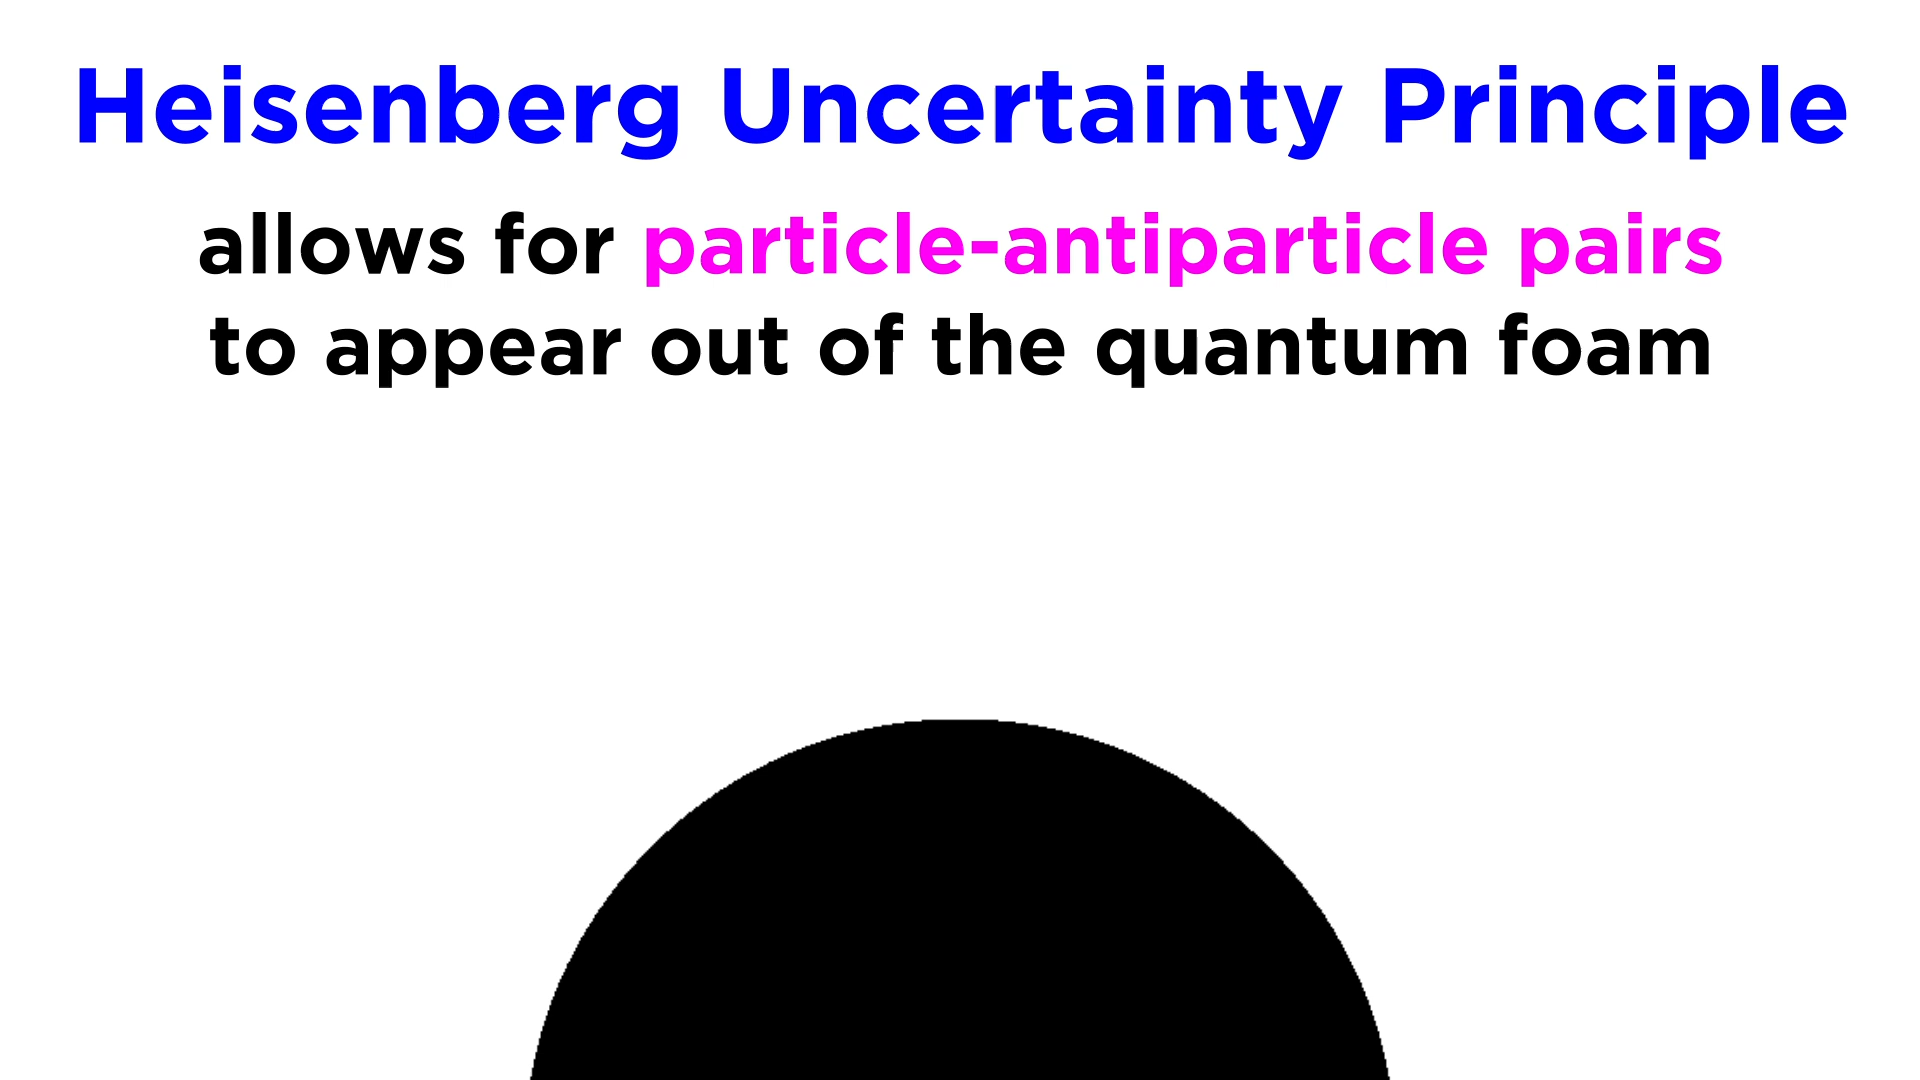 Heisenberg Uncertainty Principle
allows for particle-antiparticle pairs
to appear out of the quantum foam